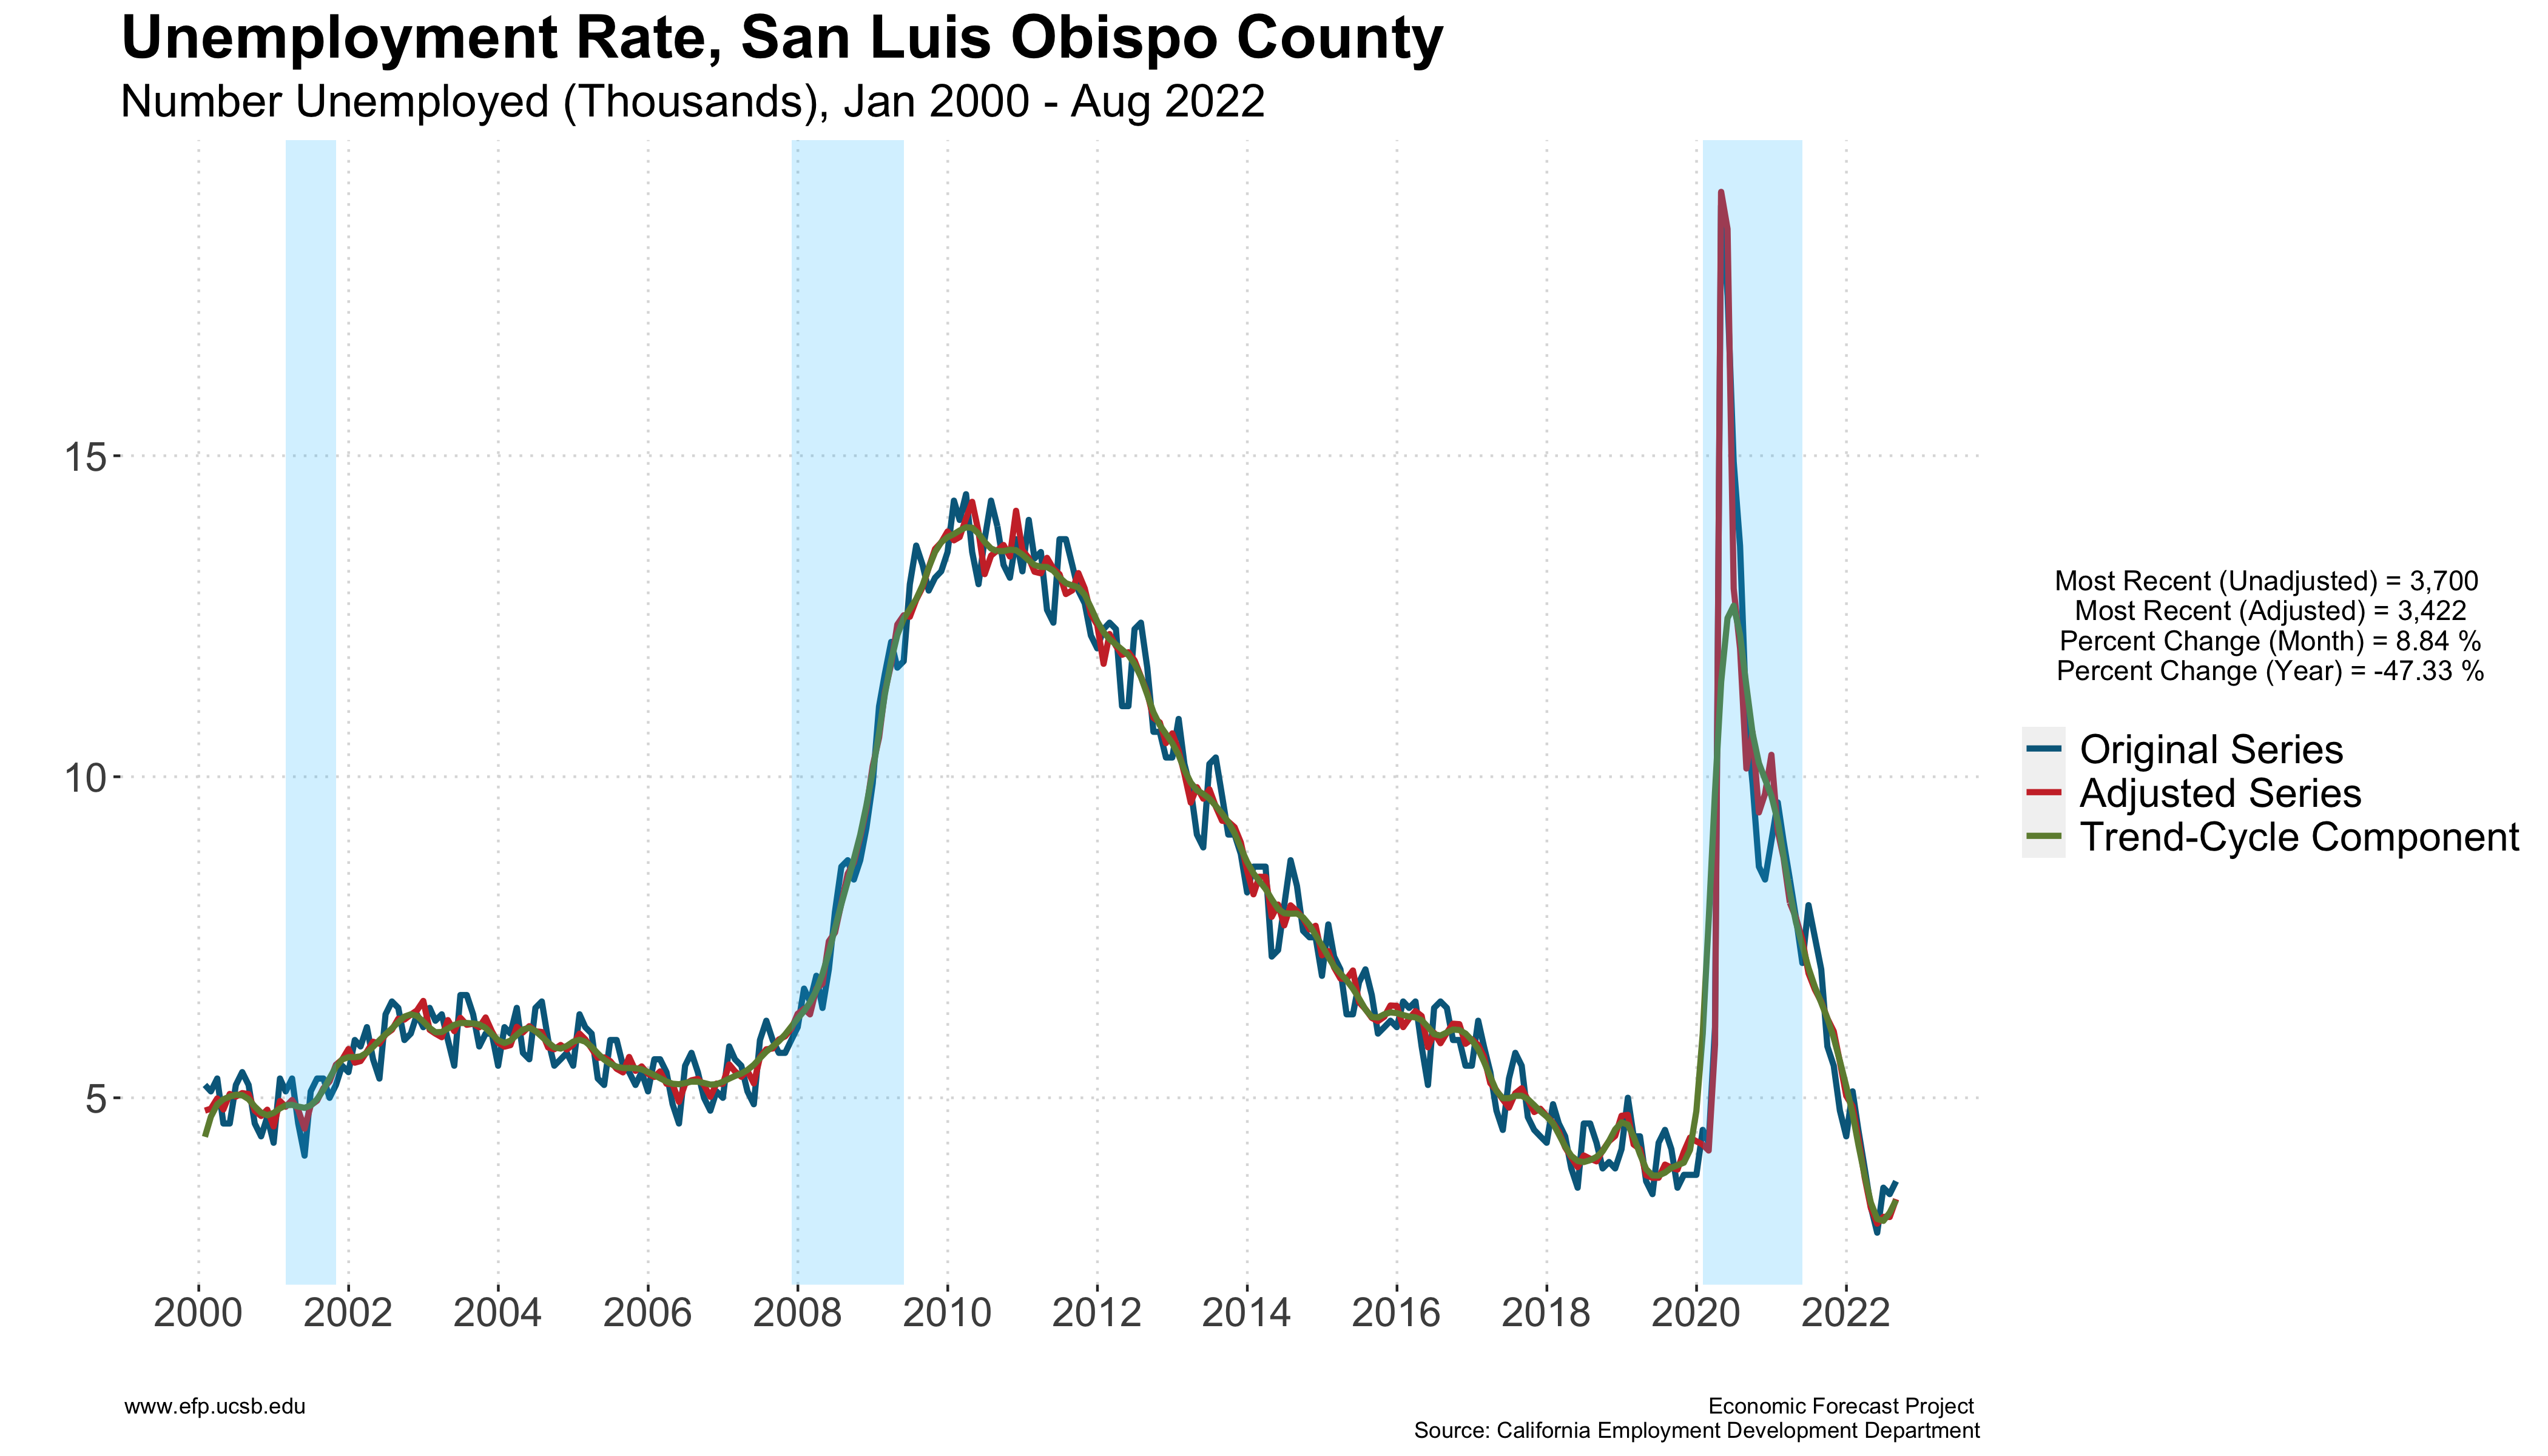 Unemployment Rate, San Luis Obispo County
Number Unemployed (Thousands), Jan 2000 - Aug 2022
15
10
5
2000 2002 2004 2006 2008 2010 2012 2014 2016 2018 2020 2022
Most Recent (Unadjusted) = 3,700
Most Recent (Adjusted) = 3,422
Percent Change (Month) = 8.84 %
Percent Change (Year) = -47.33 %
Original Series
Adjusted Series
Trend-Cycle Component
www.efp.ucsb.edu
Economic Forecast Project
Source: California Employment Development Department